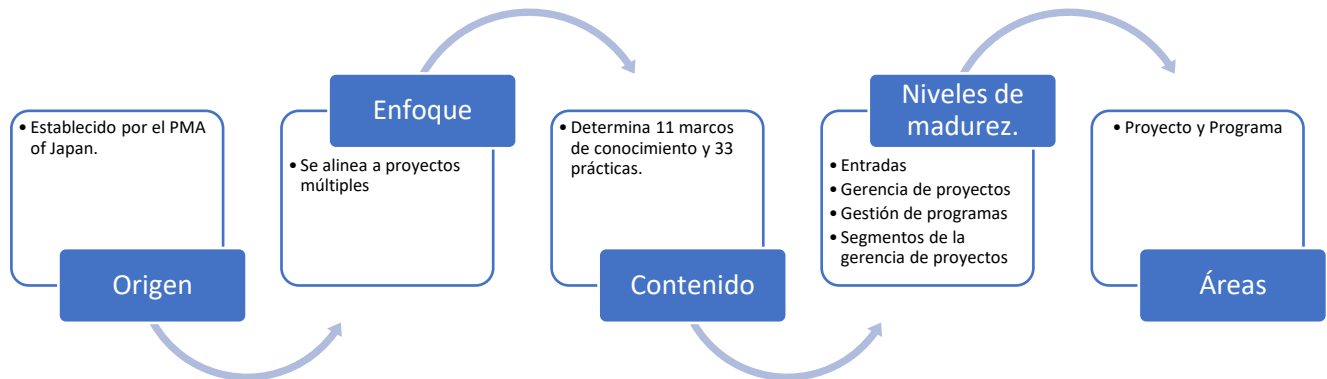 • Establecido por el PMA
of Japan.
Origen
Enfoque
• Se alinea a proyectos
múltiples
• Determina 11 marcos
de conocimiento y 33
prácticas.
Contenido
Niveles de
madurez.
• Entradas
• Gerencia de proyectos
• Gestión de programas
• Segmentos de la
gerencia de proyectos
• Proyecto y Programa
Áreas